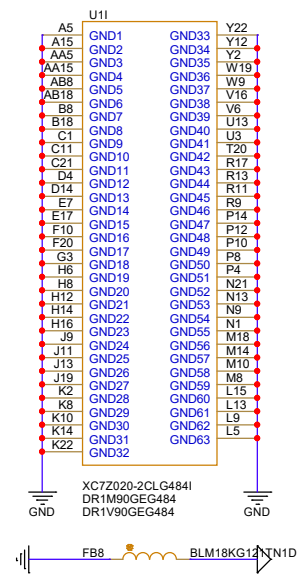 U1I
A5 GND1 GND33 Y22
A15 GND2 GND34 Y12
AA5 GND3 GND35 Y2
AA15 GND4 GND36 W19
AB8 GND5 GND37 W9
AB18 GND6 GND38 V16
B8 GND7 GND39 V6
B18 GND8 GND40 U13
C1 GND9 GND41 U3
C11 GND10 GND42 T20
C21 GND11 GND43 R17
D4 GND12 GND44 R13
D14 GND13 GND45 R11
E7 GND14 GND46 R9
E17 GND15 GND47 P14
F10 GND16 GND48 P12
F20 GND17 GND49 P10
G3 GND18 GND50 P8
H6 GND19 GND51 P4
H8 GND20 GND52 N21
H12 GND21 GND53 N13
H14 GND22 GND54 N9
H16 GND23 GND55 N1
J9 GND24 GND56 M18
J11 GND25 GND57 M14
J13 GND26 GND58 M10
J19 GND27 GND59 M8
K2 GND28 GND60 L15
K8 GND29 GND61 L13
K10 GND30 GND62 L9
K14 GND31 GND63 L5
K22 GND32
XC7Z020-2CLG484I
DR1M90GEG484
DR1V90GEG484
GND GND
FB8 BLM18KG121TN1D